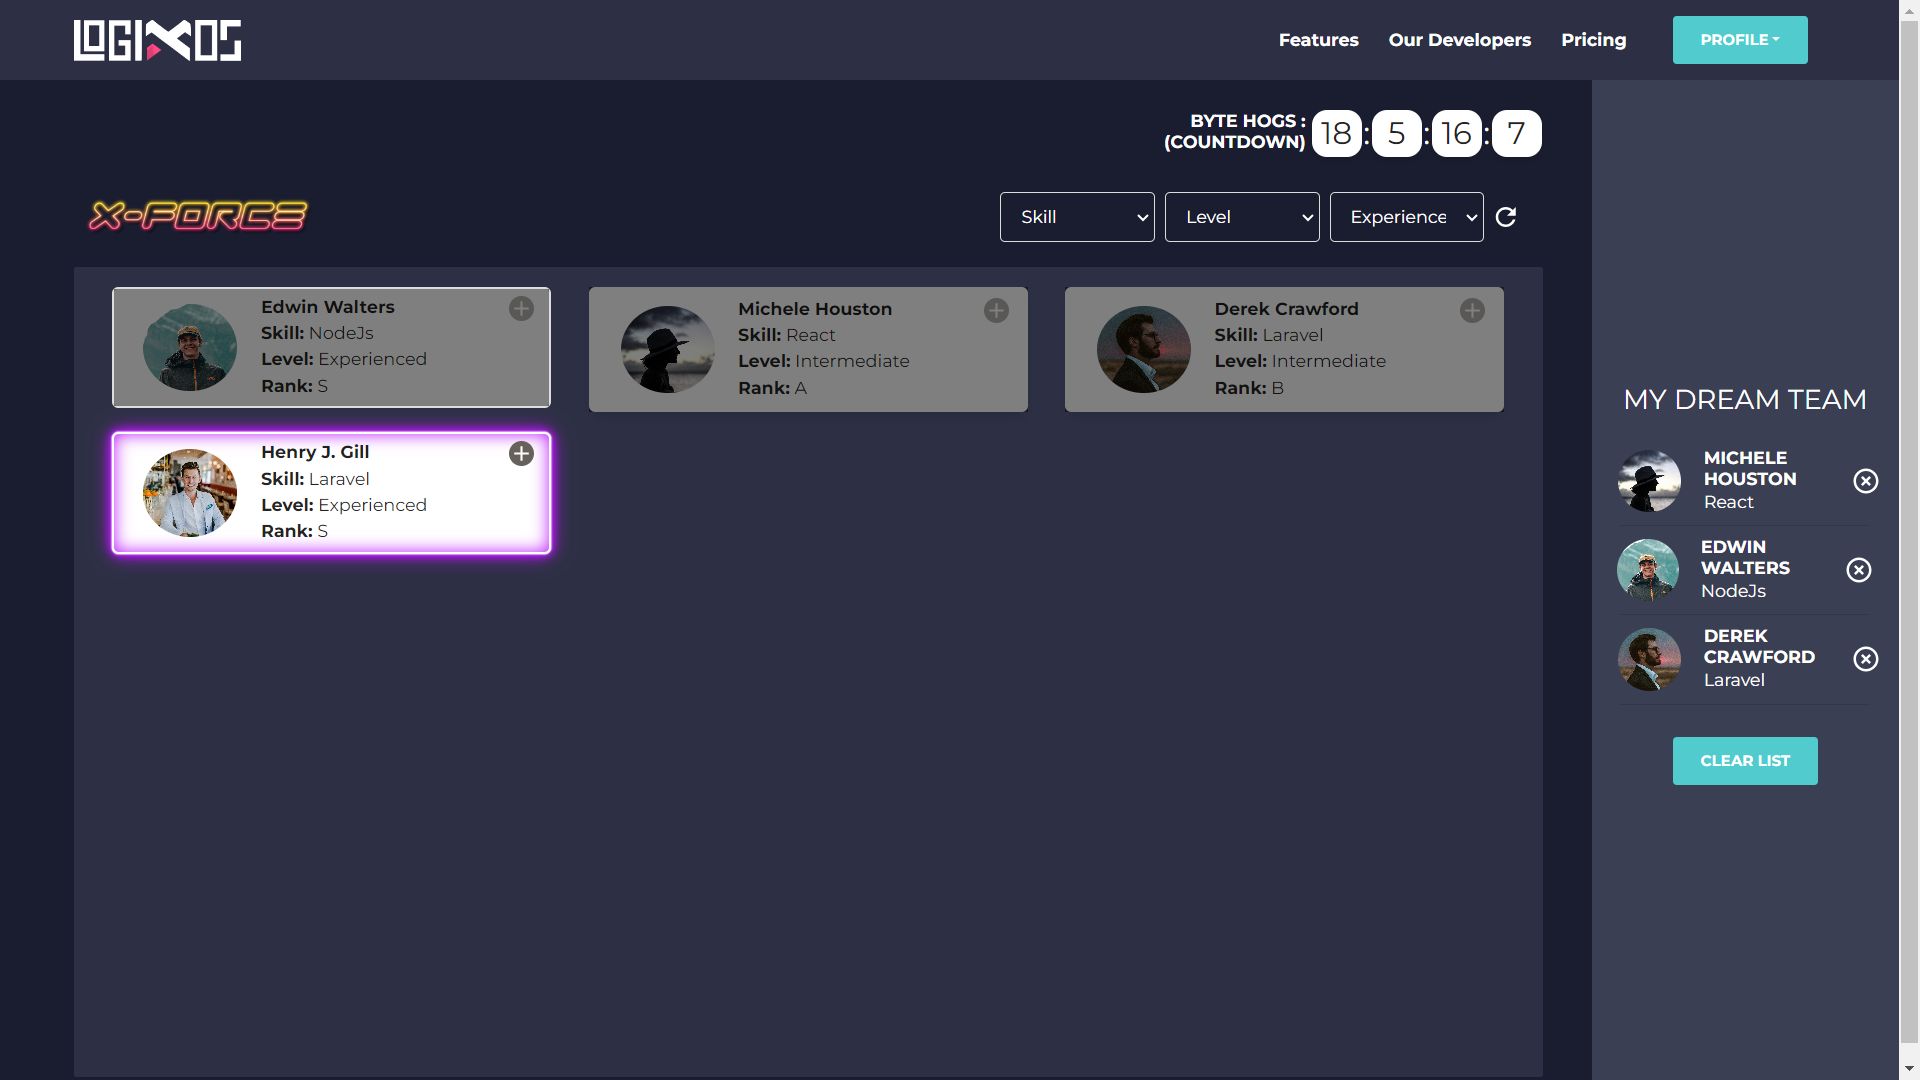 LOGIXOS
Features
Our Developers
Pricing
PROFILE
BYTE HOGS :
(COUNTDOWN)
18 : 5 : 16 : 7
X-FORCE
Skill
Level
Experience
Edwin Walters
Skill: NodeJs
Level: Experienced
Rank: S
Michele Houston
Skill: React
Level: Intermediate
Rank: A
Derek Crawford
Skill: Laravel
Level: Intermediate
Rank: B
Henry J. Gill
Skill: Laravel
Level: Experienced
Rank: S
MY DREAM TEAM
MICHELE
HOUSTON
React
EDWIN
WALTERS
NodeJs
DEREK
CRAWFORD
Laravel
CLEAR LIST